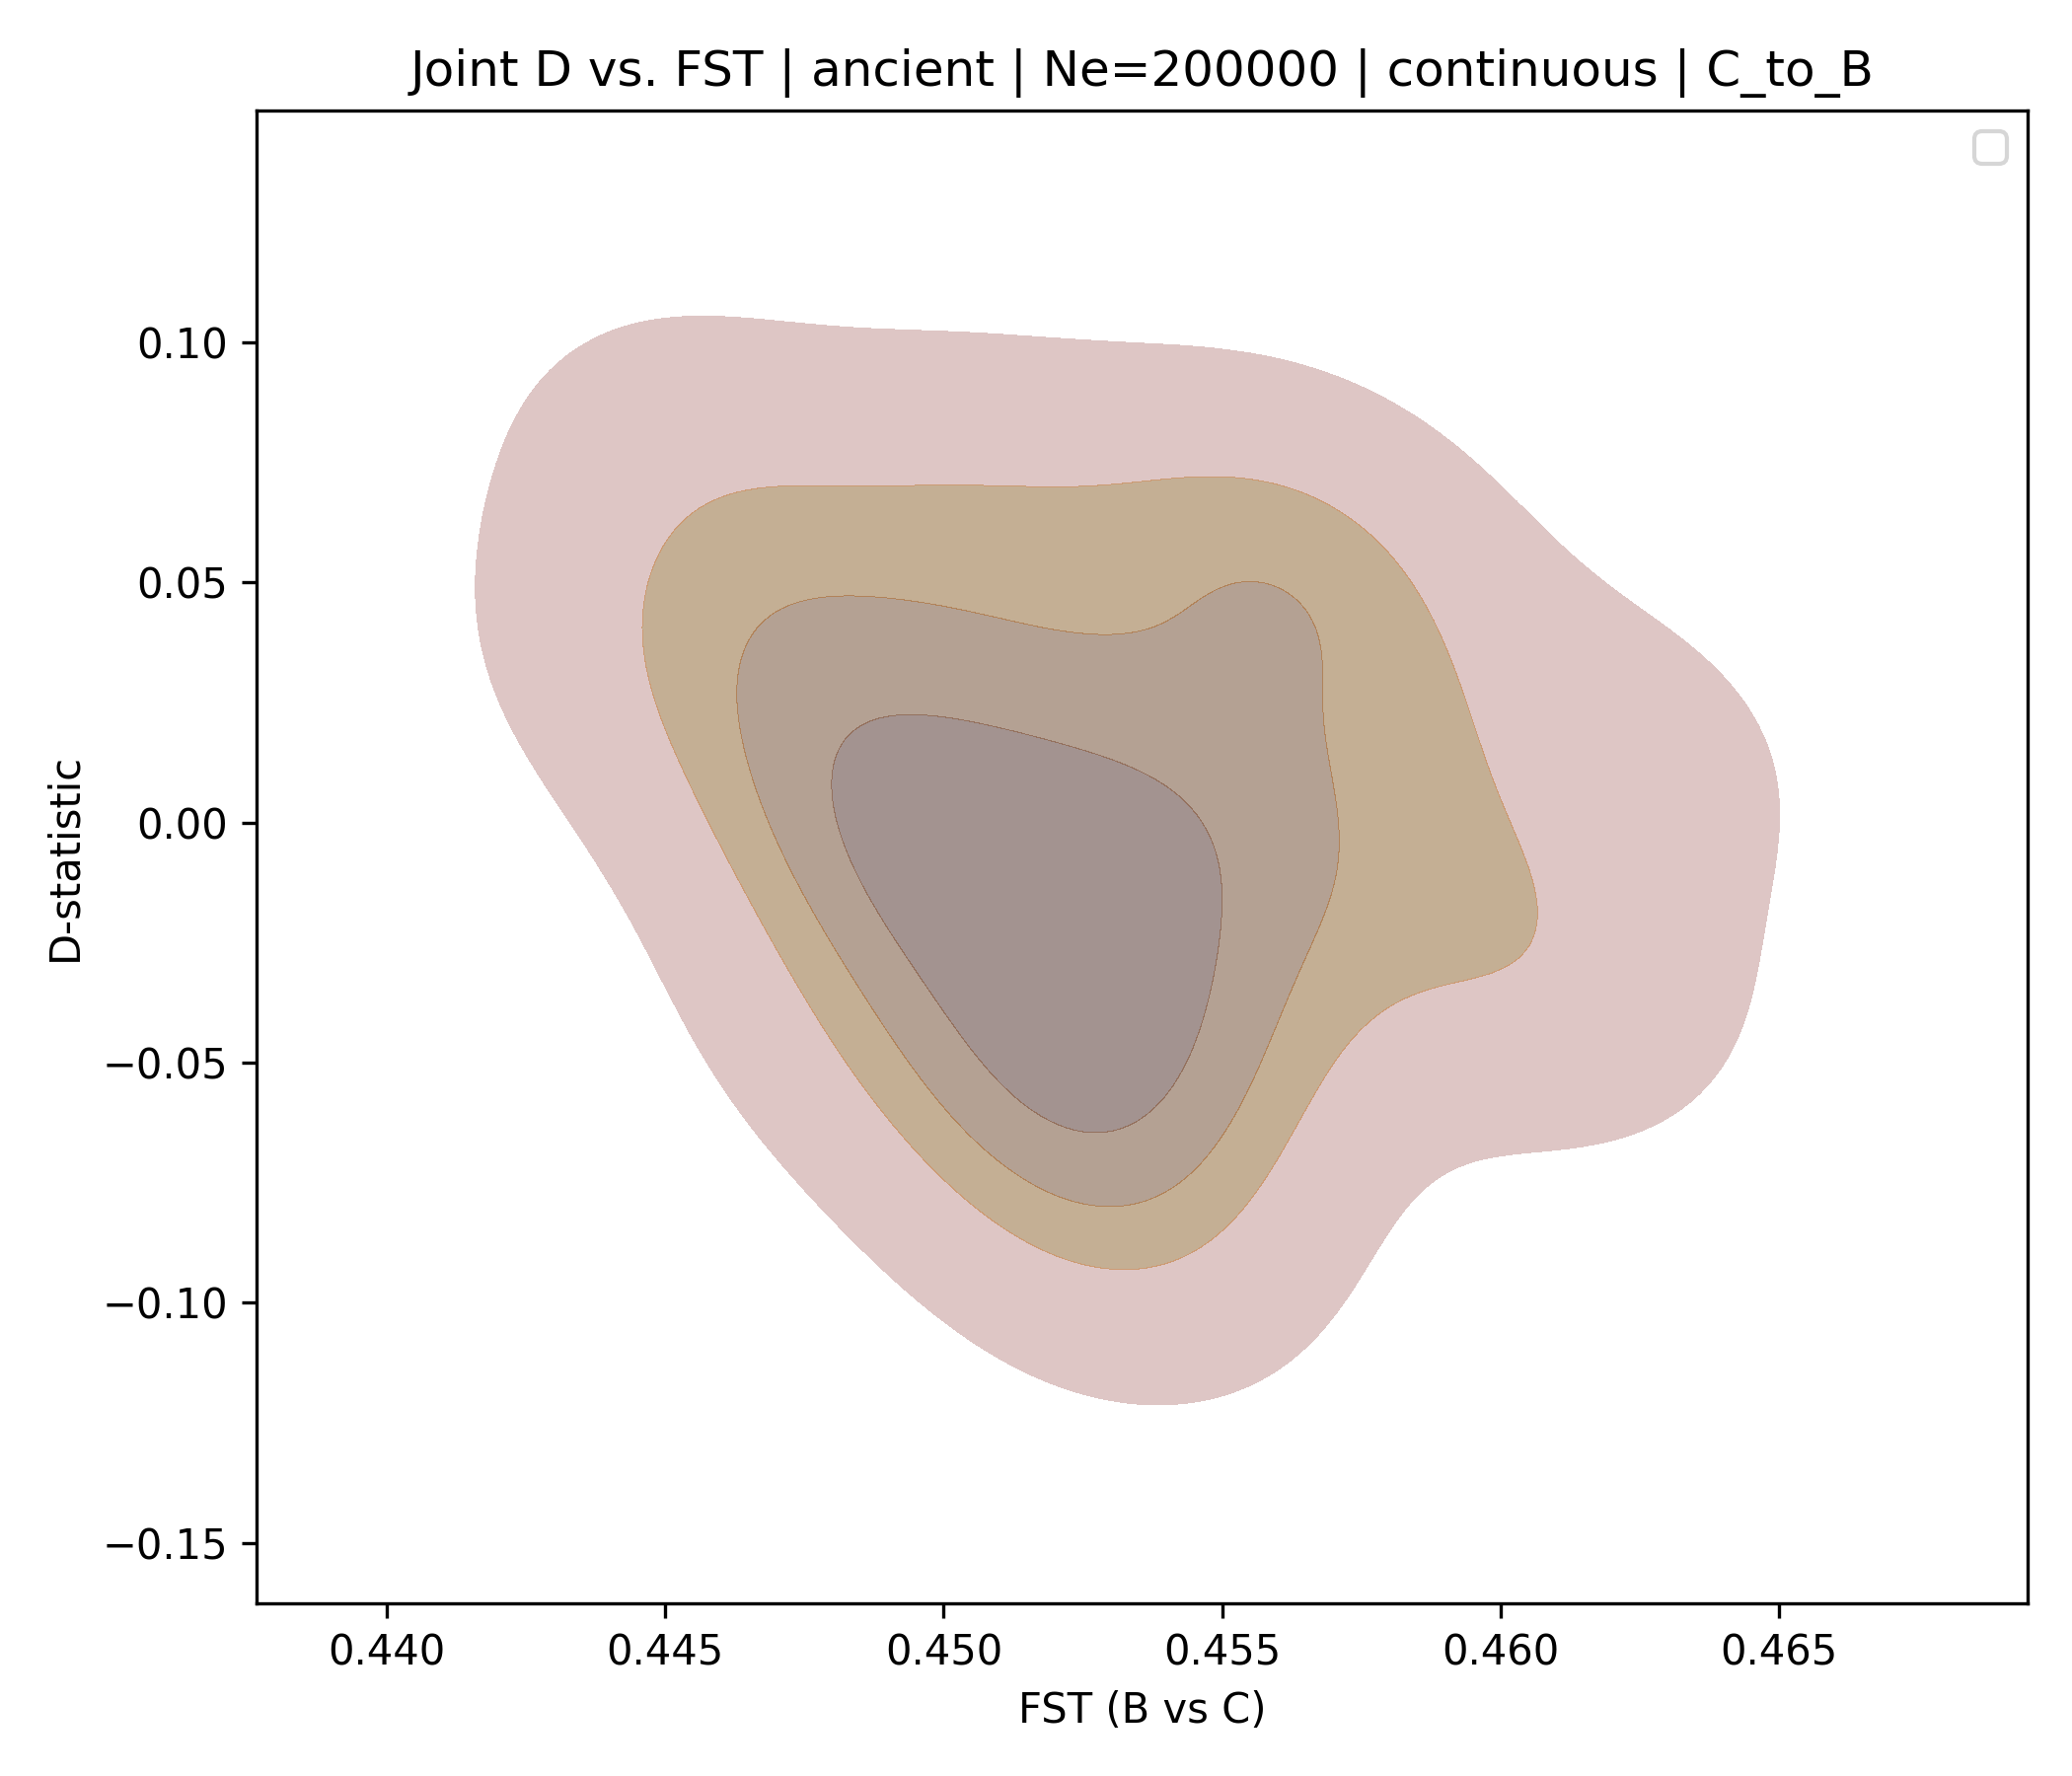 Joint D vs. FST | ancient | Ne=200000 | continuous | C_to_B
0.10
0.05
0.00
−0.05
−0.10
−0.15
D-statistic
0.440 0.445 0.450 0.455 0.460 0.465
FST (B vs C)